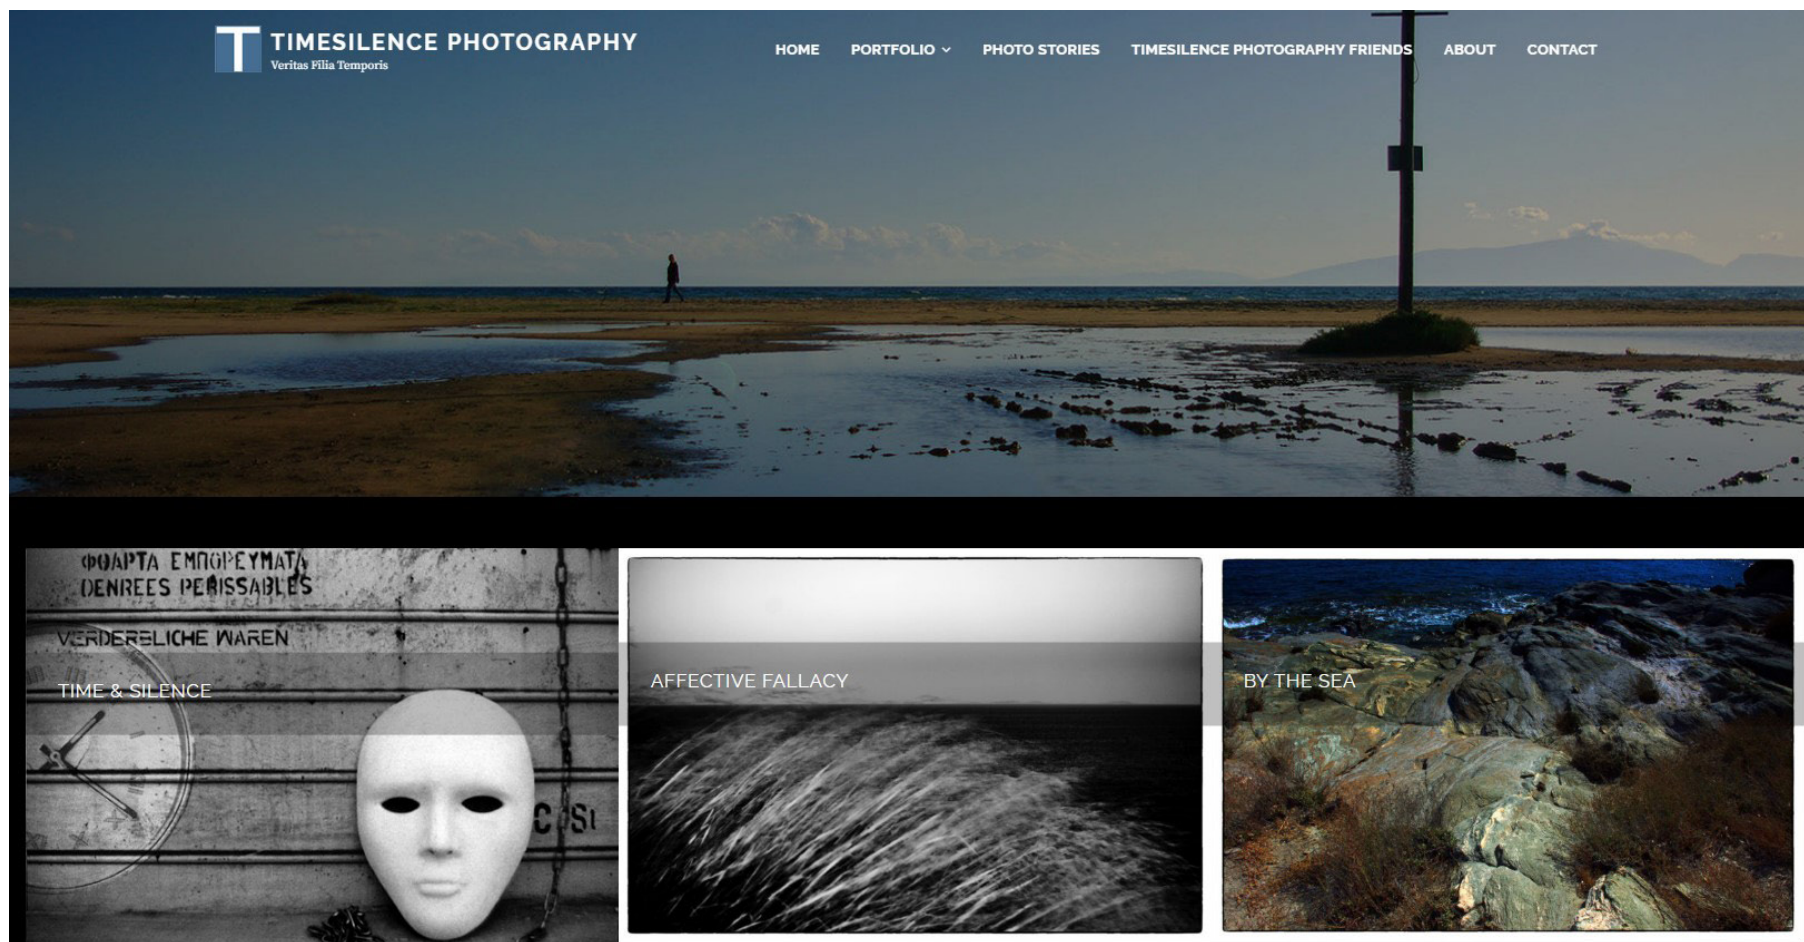 T
TIMESILENCE PHOTOGRAPHY
Veritas Filia Temporis
HOME PORTFOLIO PHOTO STORIES TIMESILENCE PHOTOGRAPHY FRIENDS ABOUT CONTACT
ΦΘΑΡΤΑ ΕΜΠΟΡΕΥΜΑΤΑ
DENREES PERISSABLES
VERDERELICHE WAREN
TIME & SILENCE
AFFECTIVE FALLACY
BY THE SEA